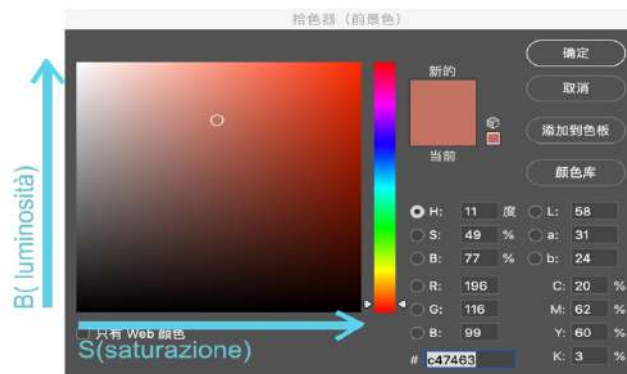 拾色器（前景色）
新的
当前
确定
取消
添加到色板
颜色库
H: 11 度
S: 49 %
B: 77 %
R: 196
G: 116
B: 99
# c47463
L: 58
a: 31
b: 24
C: 20 %
M: 62 %
Y: 60 %
K: 3 %
只有 Web 颜色
B( luminosità)
S(saturazione)